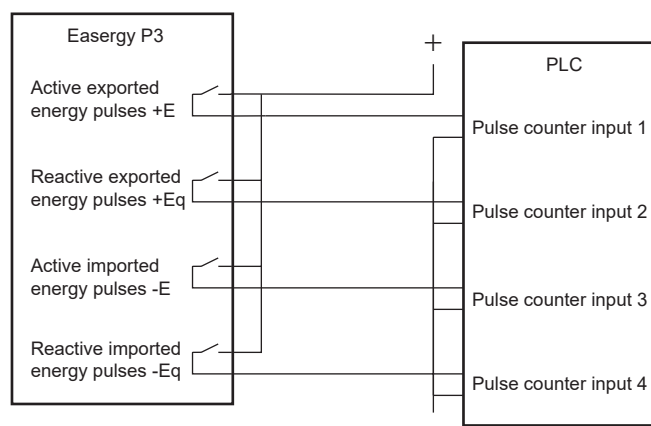 Easergy P3
Active exported
energy pulses +E
Reactive exported
energy pulses +Eq
Active imported
energy pulses -E
Reactive imported
energy pulses -Eq
+
PLC
Pulse counter input 1
Pulse counter input 2
Pulse counter input 3
Pulse counter input 4